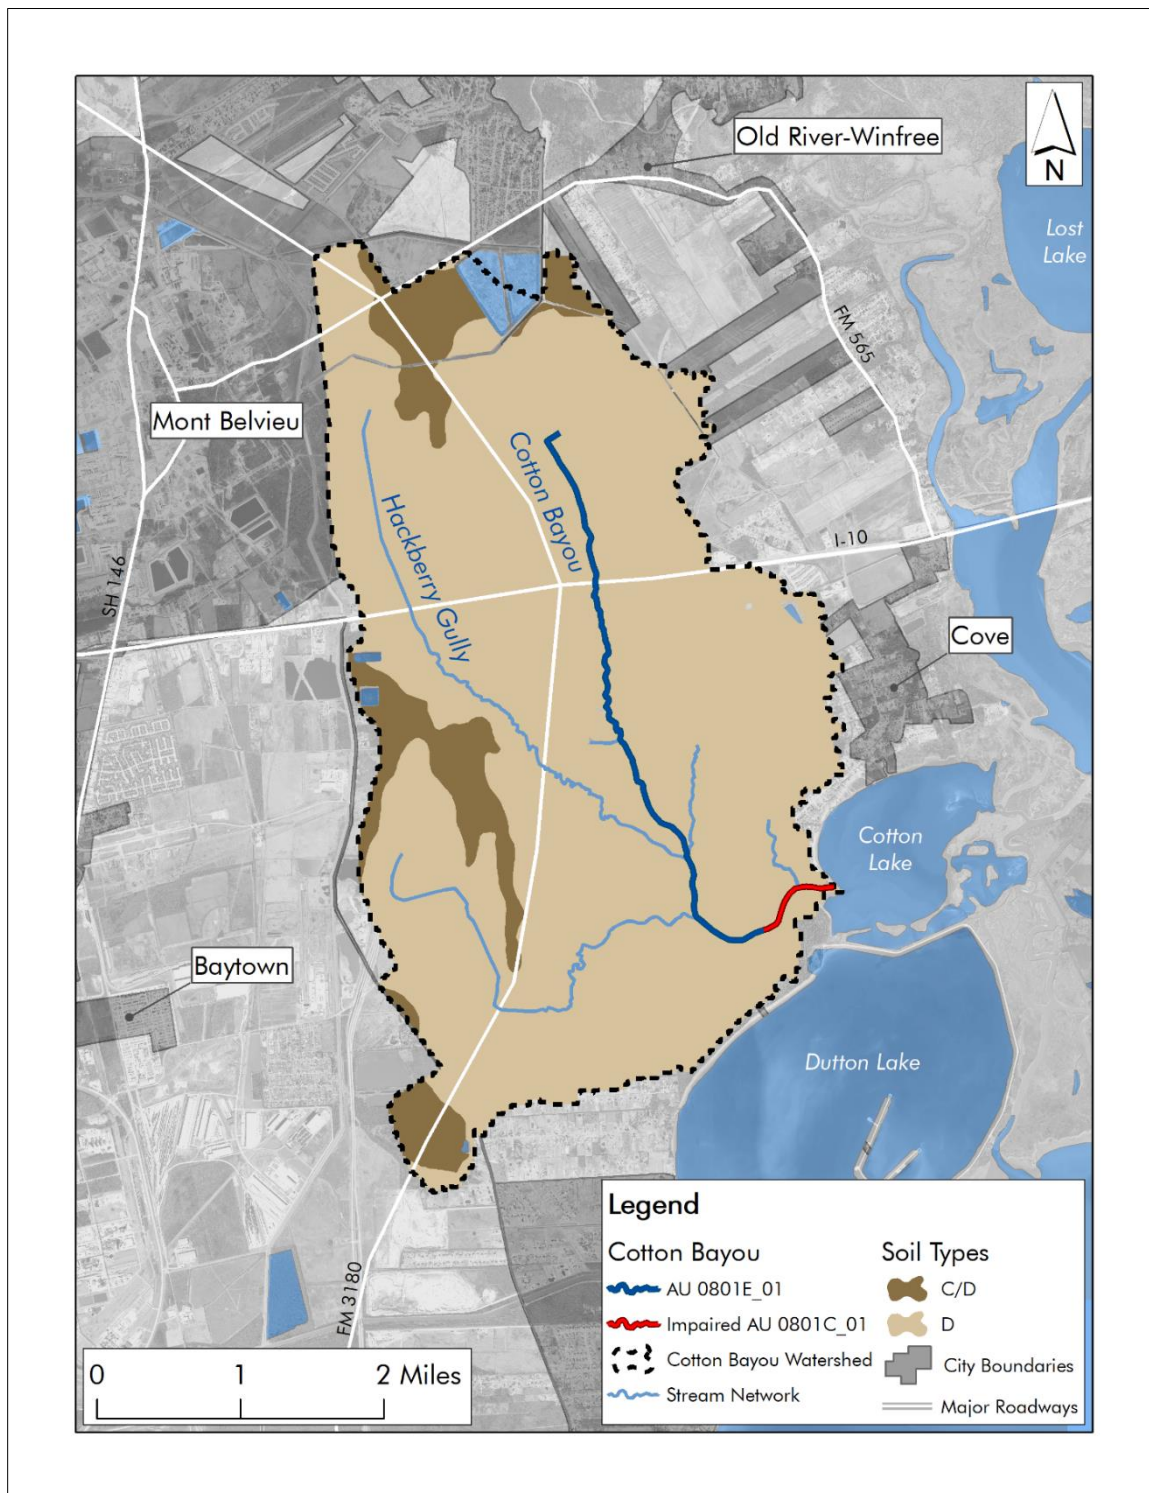 Old River-Winfree
N
Lost
Lake
FM 565
Mont Belvieu
Cotton Bayou
Hackberry Gully
I-10
SH 146
Cove
Cotton
Lake
Baytown
Dutton Lake
FM 3180
Legend
Cotton Bayou
AU 0801E_01
Impaired AU 0801C_01
Cotton Bayou Watershed
Stream Network
Soil Types
C/D
D
City Boundaries
Major Roadways
0 1 2 Miles